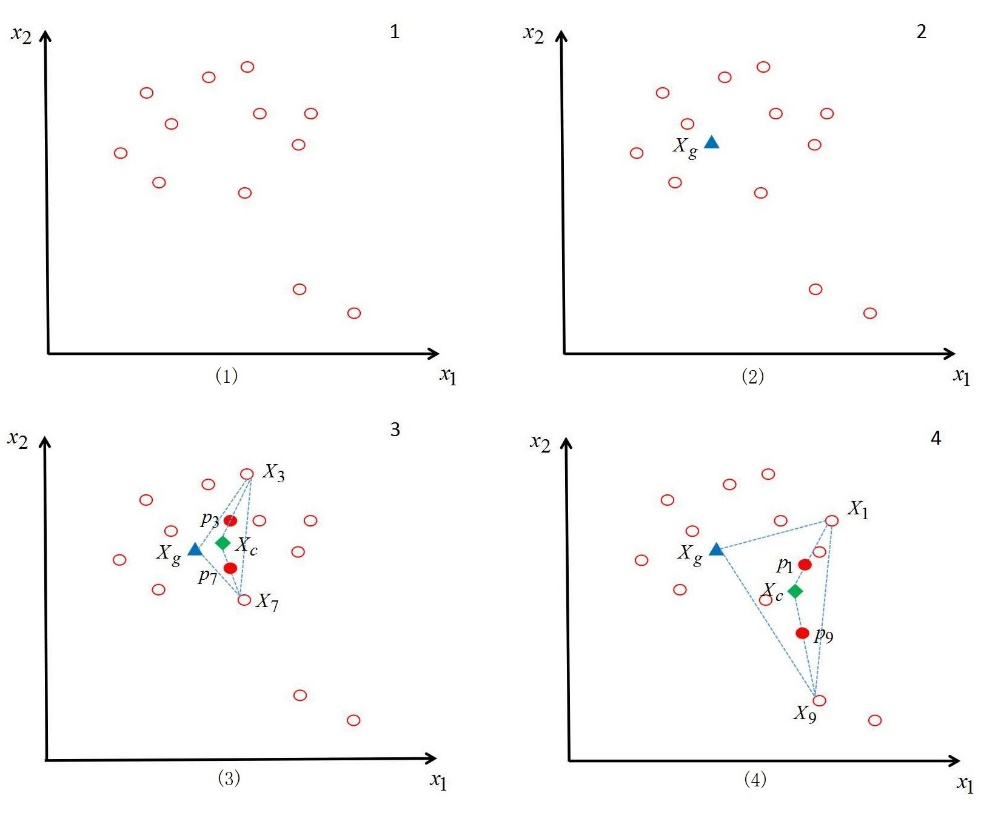 x2 1
x1
(1)
x2 2
Xg
x1
(2)
x2 3
X3
p3
Xg Xc
p7
X7
x1
(3)
x2 4
X1
Xg
p1
Xc
p9
X9
x1
(4)